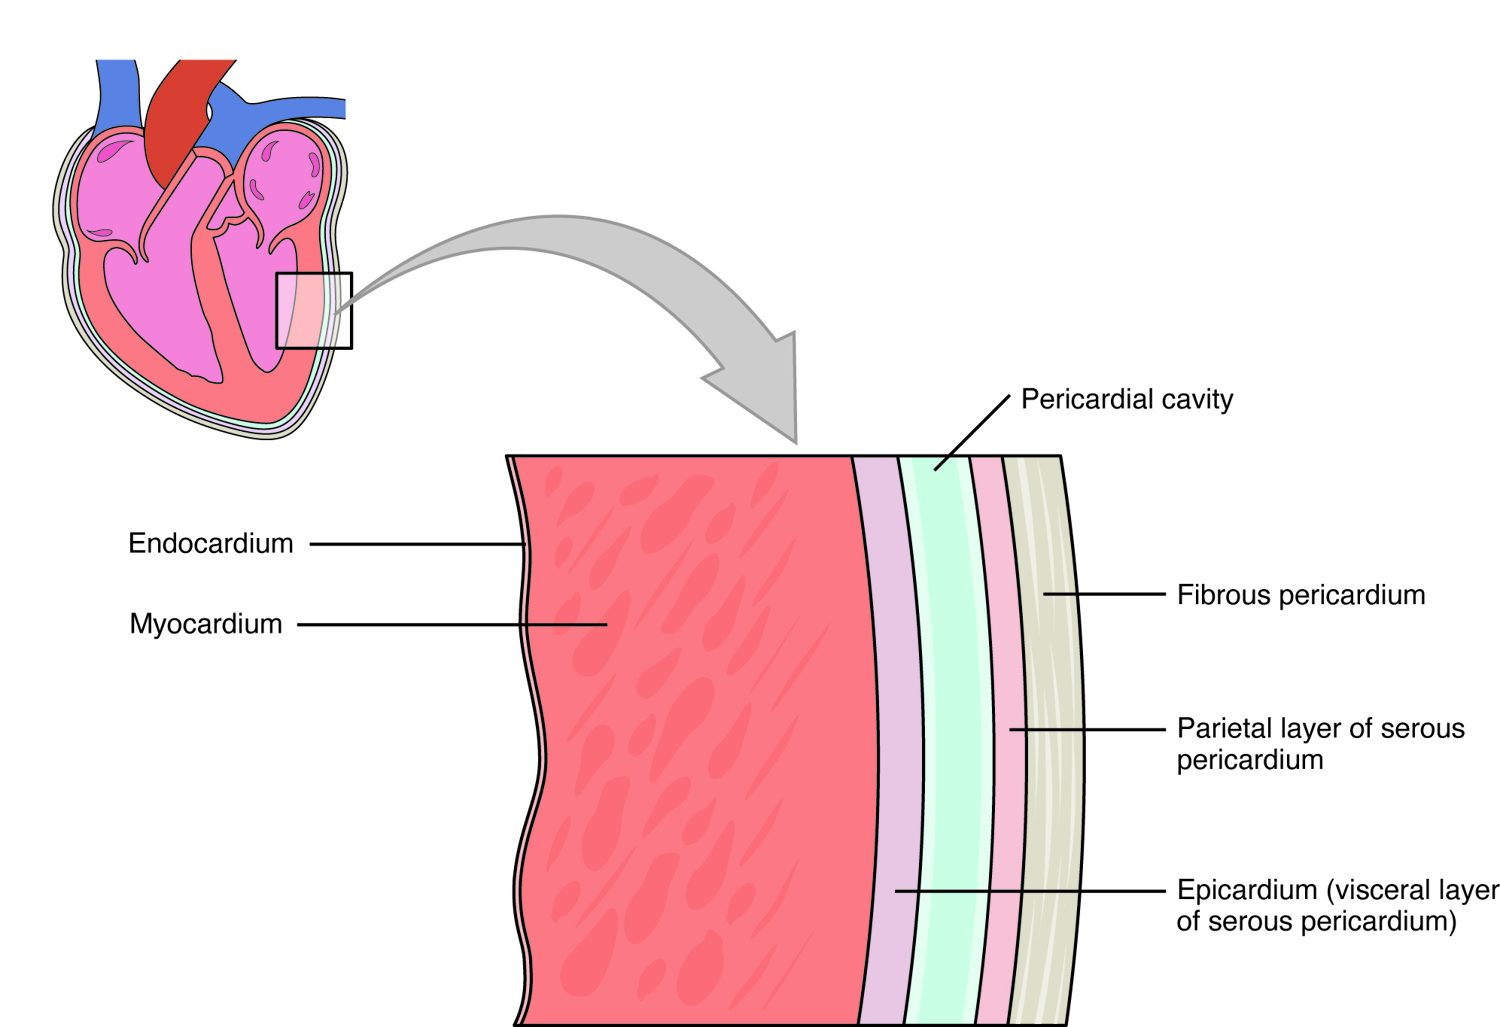 Pericardial cavity
Endocardium
Fibrous pericardium
Myocardium
Parietal layer of serous
pericardium
Epicardium (visceral layer
of serous pericardium)